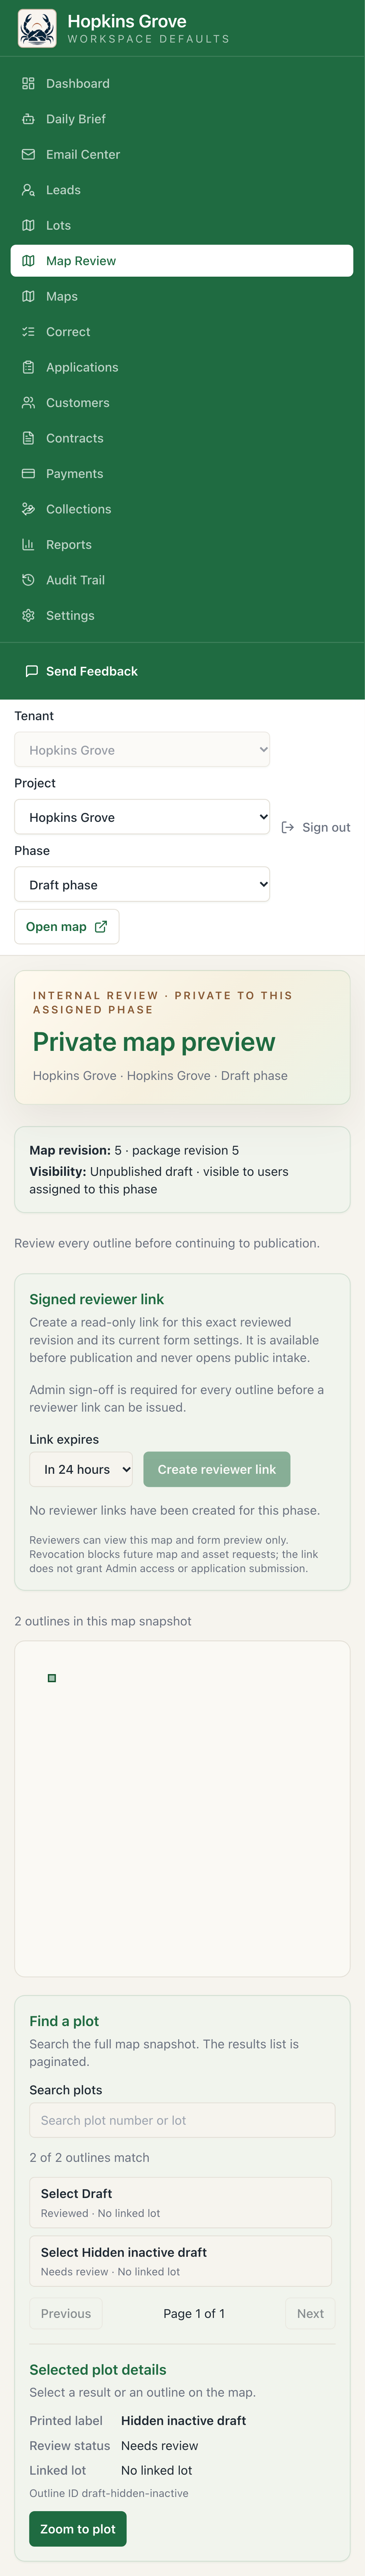 Hopkins Grove
WORKSPACE DEFAULTS
Dashboard
Daily Brief
Email Center
Leads
Lots
Map Review
Maps
Correct
Applications
Customers
Contracts
Payments
Collections
Reports
Audit Trail
Settings
Send Feedback
Tenant
Hopkins Grove
Project
Hopkins Grove
Sign out
Phase
Draft phase
Open map
INTERNAL REVIEW · PRIVATE TO THIS
ASSIGNED PHASE
Private map preview
Hopkins Grove · Hopkins Grove · Draft phase
Map revision: 5 · package revision 5
Visibility: Unpublished draft · visible to users
assigned to this phase
Review every outline before continuing to publication.
Signed reviewer link
Create a read-only link for this exact reviewed
revision and its current form settings. It is available
before publication and never opens public intake.
Admin sign-off is required for every outline before a
reviewer link can be issued.
Link expires
In 24 hours
Create reviewer link
No reviewer links have been created for this phase.
Reviewers can view this map and form preview only.
Revocation blocks future map and asset requests; the link
does not grant Admin access or application submission.
2 outlines in this map snapshot
Find a plot
Search the full map snapshot. The results list is
paginated.
Search plots
Search plot number or lot
2 of 2 outlines match
Select Draft
Reviewed · No linked lot
Select Hidden inactive draft
Needs review · No linked lot
Previous
Page 1 of 1
Next
Selected plot details
Select a result or an outline on the map.
Printed label Hidden inactive draft
Review status Needs review
Linked lot No linked lot
Outline ID draft-hidden-inactive
Zoom to plot